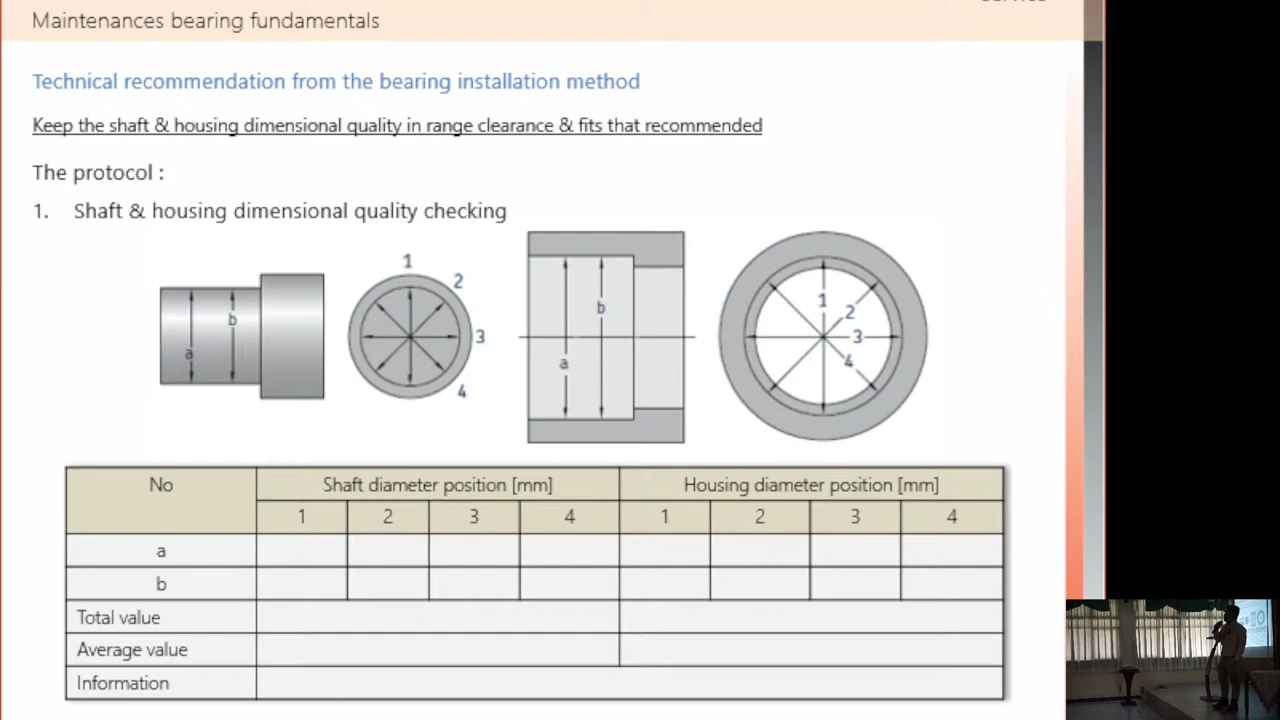 Maintenances bearing fundamentals
Technical recommendation from the bearing installation method
Keep the shaft & housing dimensional quality in range clearance & fits that recommended
The protocol :
1. Shaft & housing dimensional quality checking
a b
1
2
3
4
a b
1
2
3
4
No Shaft diameter position [mm] Housing diameter position [mm]
1 2 3 4 1 2 3 4
a
b
Total value
Average value
Information